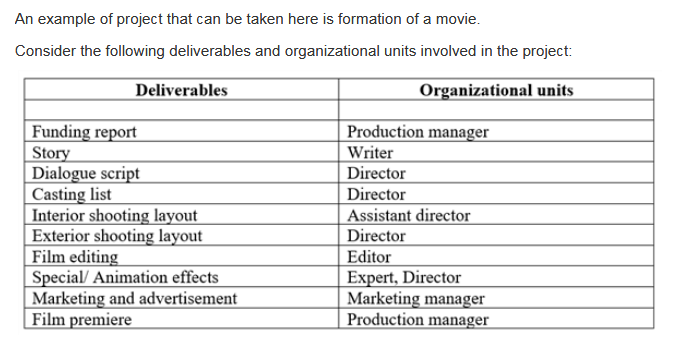 An example of project that can be taken here is formation of a movie.
Consider the following deliverables and organizational units involved in the project:
Deliverables Organizational units
Funding report Production manager
Story Writer
Dialogue script Director
Casting list Director
Interior shooting layout Assistant director
Exterior shooting layout Director
Film editing Editor
Special/ Animation effects Expert, Director
Marketing and advertisement Marketing manager
Film premiere Production manager